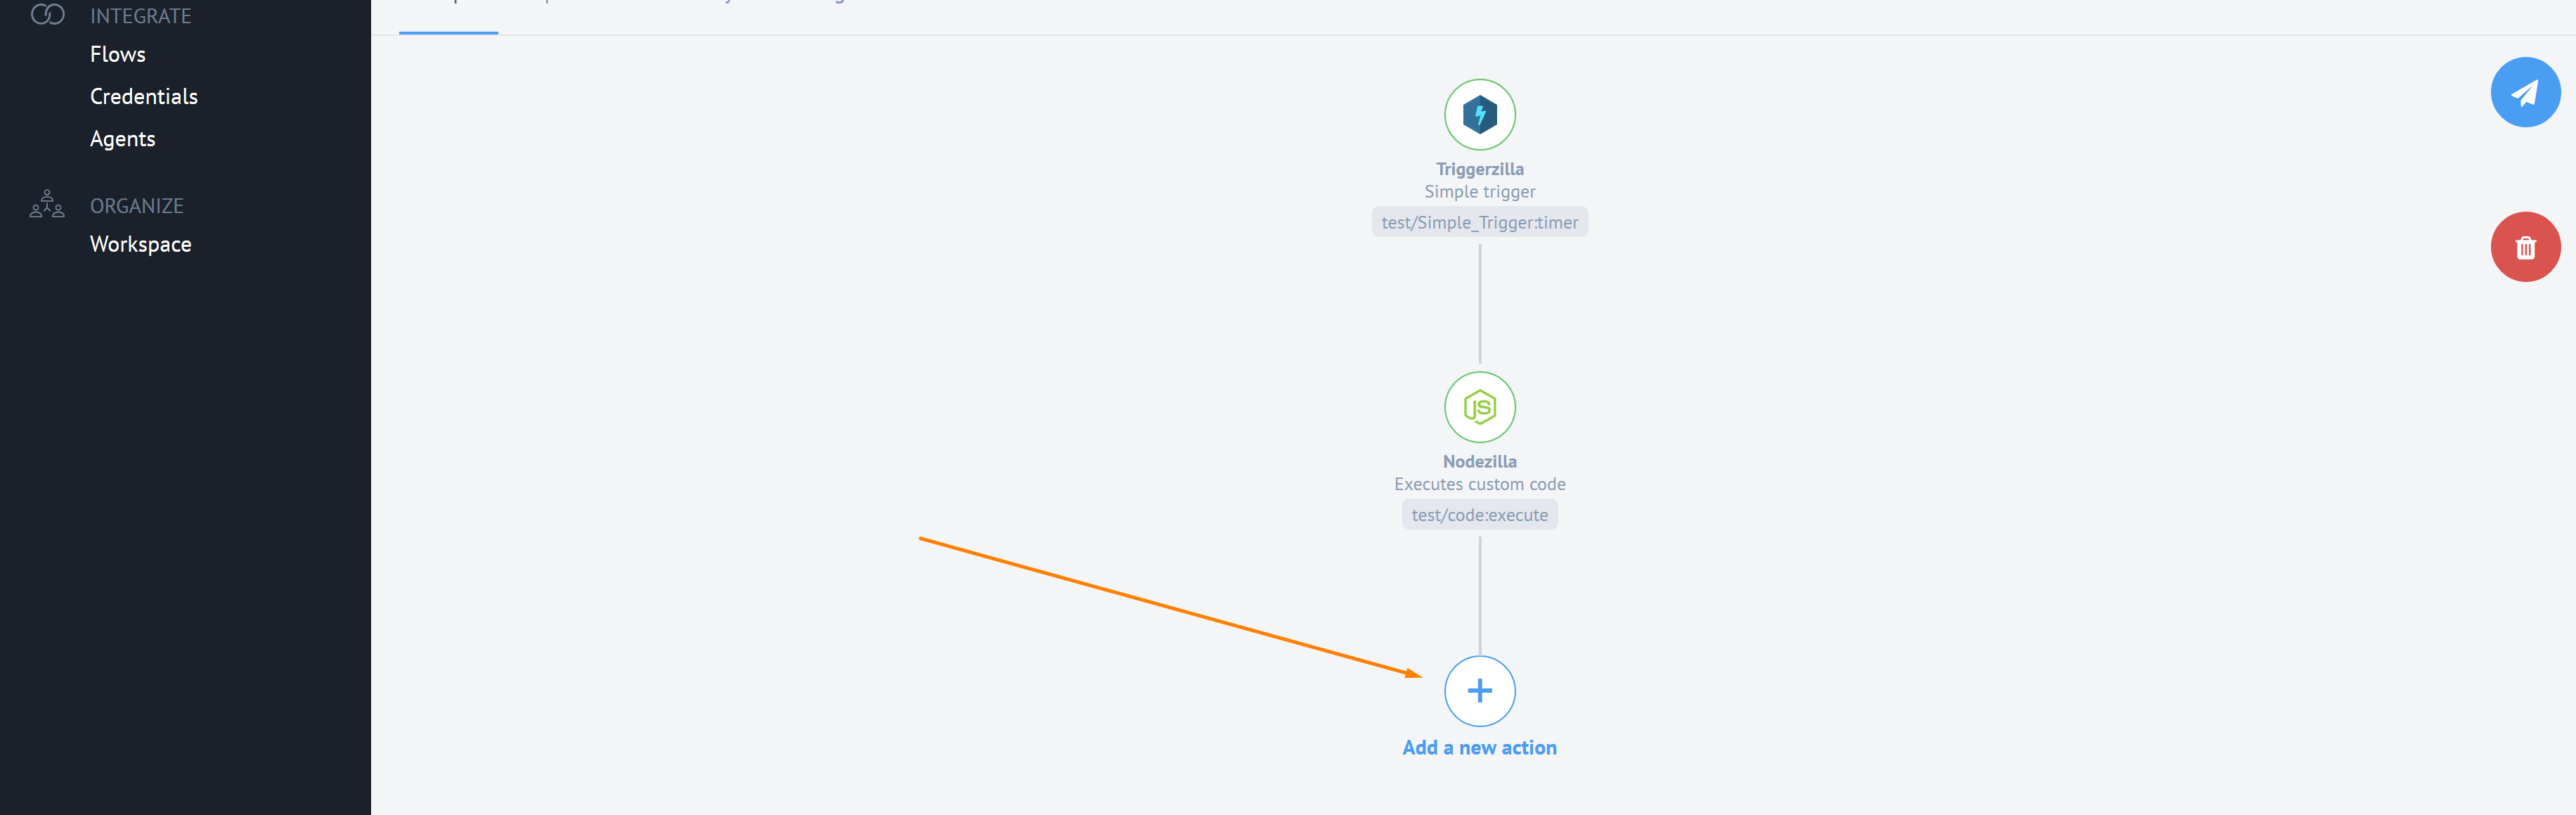 INTEGRATE
Flows
Credentials
Agents
ORGANIZE
Workspace
Triggerzilla
Simple trigger
test/Simple_Trigger:timer
JS
Nodezilla
Executes custom code
test/code:execute
Add a new action